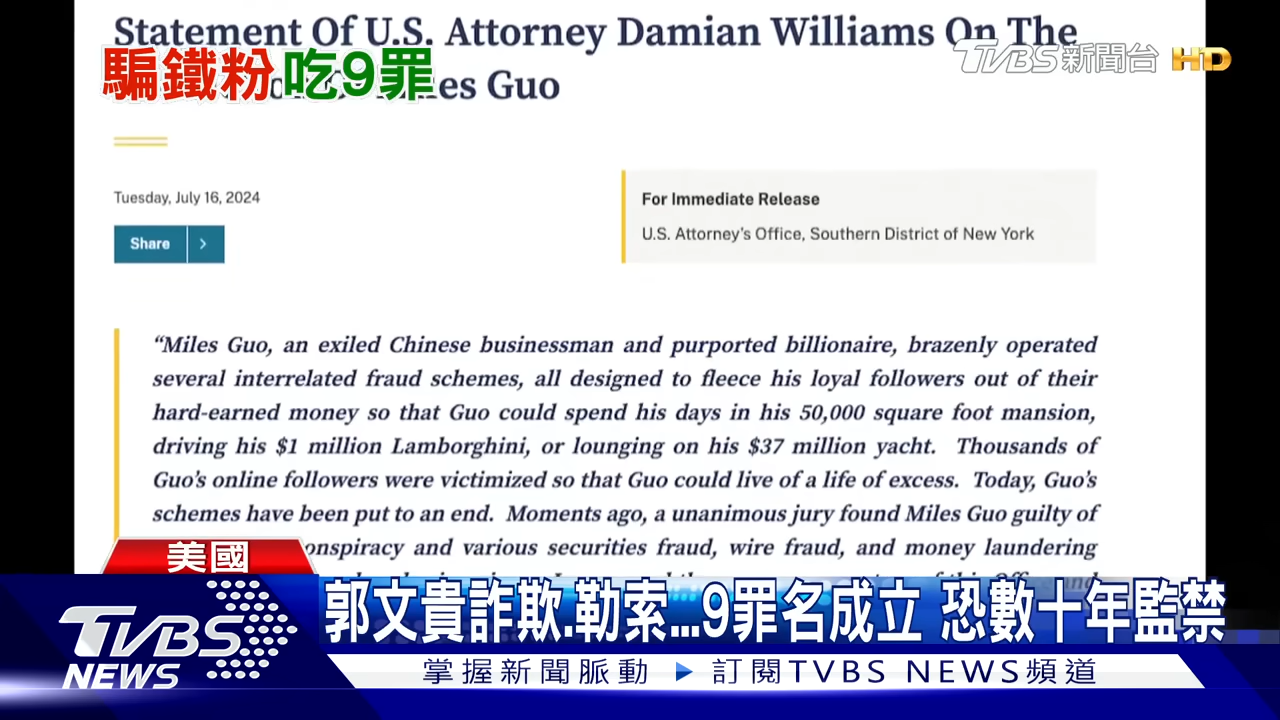 Statement Of U.S. Attorney Damian Williams On The
Guo
騙鐵粉吃9罪
TVBS新聞台 HD
Tuesday, July 16, 2024
Share
For Immediate Release
U.S. Attorney's Office, Southern District of New York
“Miles Guo, an exiled Chinese businessman and purported billionaire, brazenly operated
several interrelated fraud schemes, all designed to fleece his loyal followers out of their
hard-earned money so that Guo could spend his days in his 50,000 square foot mansion,
driving his $1 million Lamborghini, or lounging on his $37 million yacht. Thousands of
Guo's online followers were victimized so that Guo could live of a life of excess. Today, Guo's
schemes have been put to an end. Moments ago, a unanimous jury found Miles Guo guilty of
onspiracy and various securities fraud, wire fraud, and money laundering
美國
郭文貴詐欺.勒索...9罪名成立 恐數十年監禁
TVBS NEWS
掌握新聞脈動 ▶ 訂閱TVBS NEWS頻道